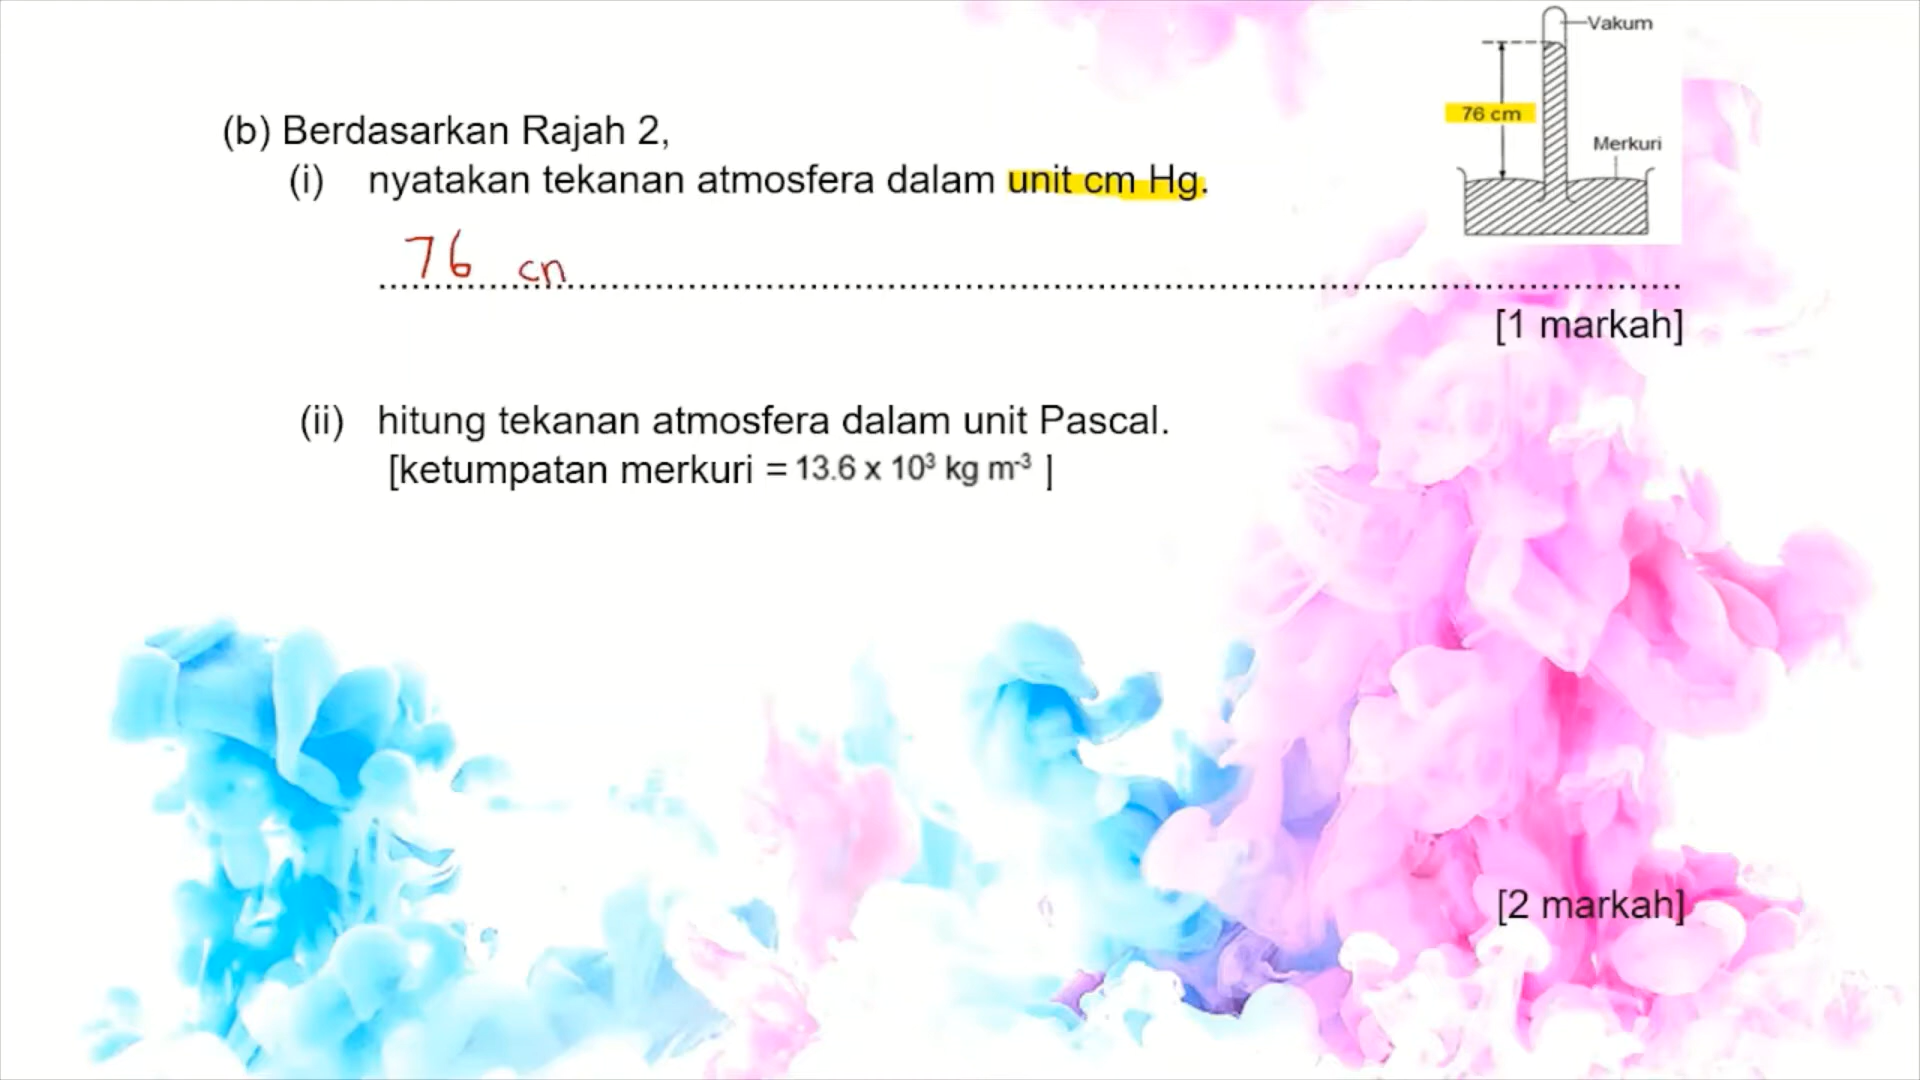 Vakum
76 cm
Merkuri
(b) Berdasarkan Rajah 2,
(i) nyatakan tekanan atmosfera dalam unit cm Hg.
76 cn
[1 markah]
(ii) hitung tekanan atmosfera dalam unit Pascal.
[ketumpatan merkuri = 13.6 x 10³ kg m⁻³ ]
[2 markah]